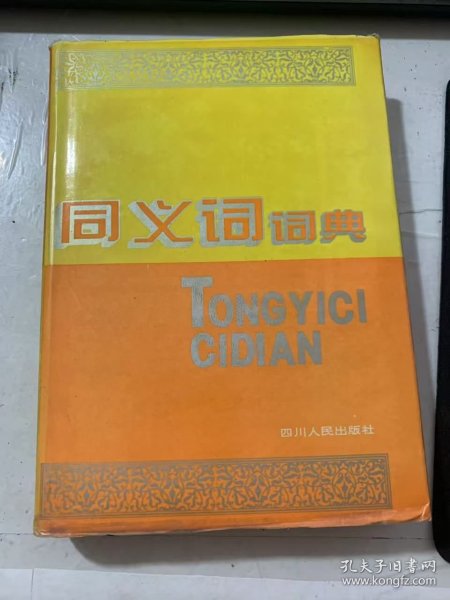 同义词词典
TONGYICI
CIDIAN
四川人民出版社
孔夫子旧书网
www.kongfz.com